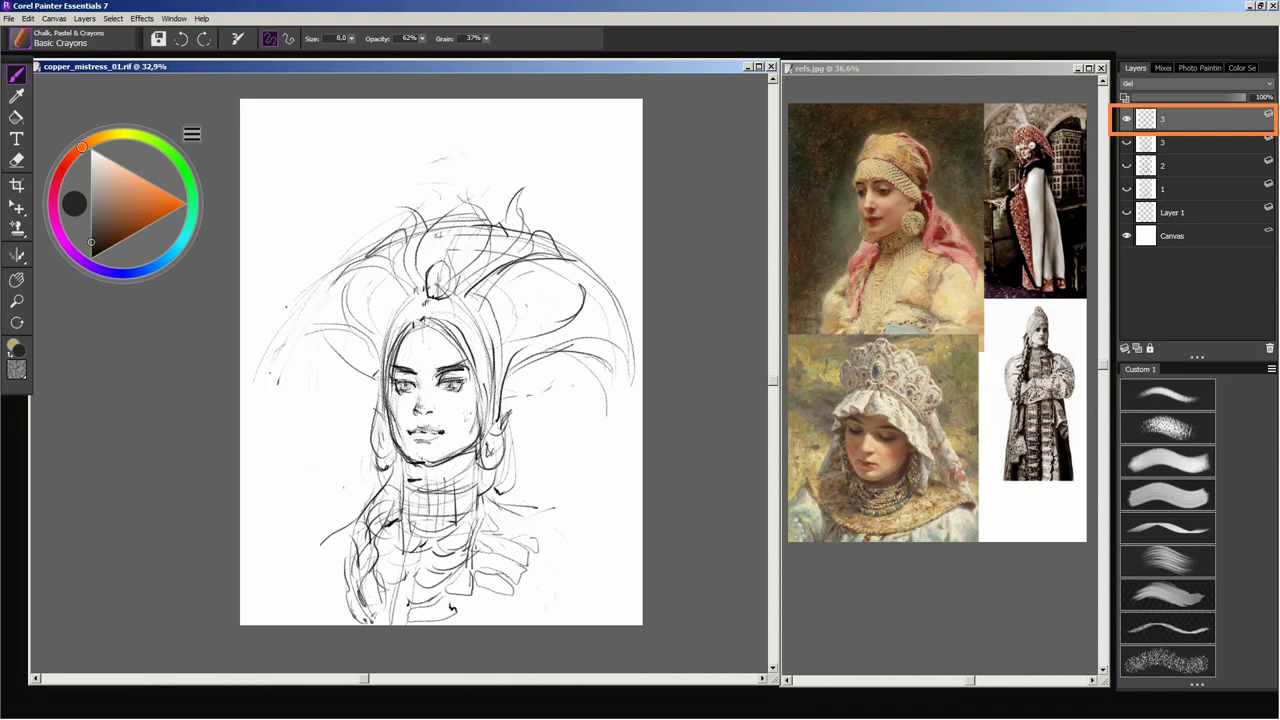 Corel Painter Essentials 7
File Edit Canvas Layers Select Effects Window Help
Chalk, Pastel & Crayons
Basic Crayons
Size: 8,0 Opacity: 62% Grain: 37%
copper_mistress_01.rif @ 32,9%
refs.jpg @ 36,6%
Layers Mixer Photo Paintin Color Se
Gel
100%
3
3
2
1
Layer 1
Canvas
Custom 1